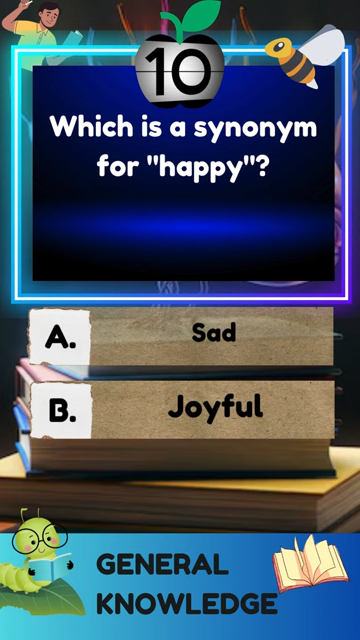 10
Which is a synonym
for "happy"?
A. Sad
B. Joyful
GENERAL
KNOWLEDGE